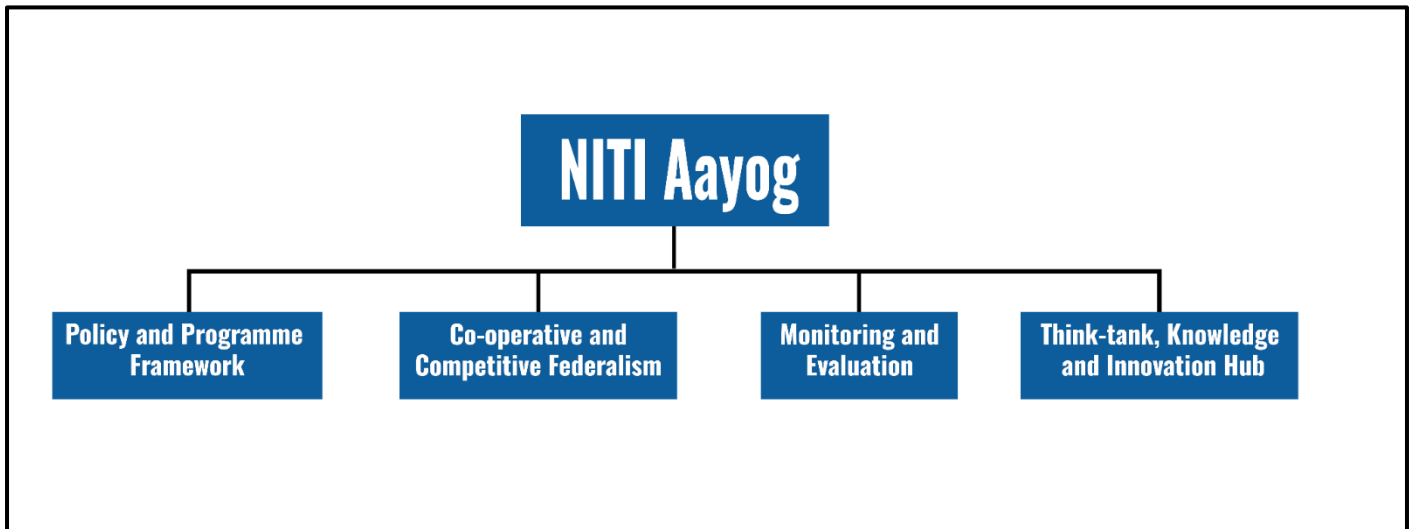 NITI Aayog
Policy and Programme
Framework
Co-operative and
Competitive Federalism
Monitoring and
Evaluation
Think-tank, Knowledge
and Innovation Hub